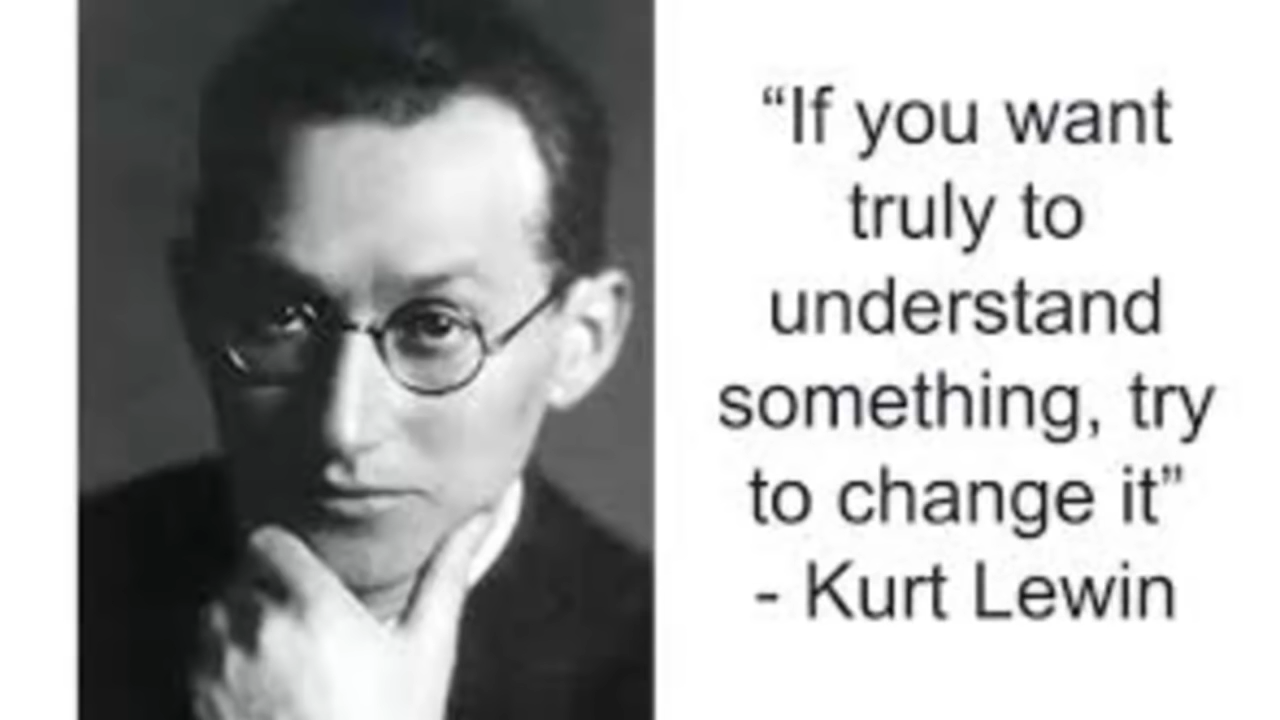 “If you want
truly to
understand
something, try
to change it”
- Kurt Lewin